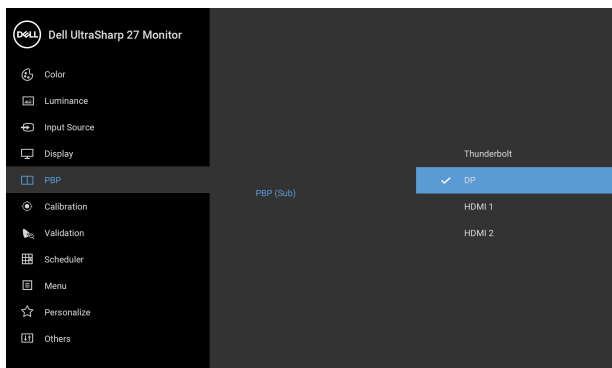 DELL Dell UltraSharp 27 Monitor
Color
Luminance
Input Source
Display
PBP
Calibration
Validation
Scheduler
Menu
Personalize
Others
PBP (Sub)
Thunderbolt
DP
HDMI 1
HDMI 2